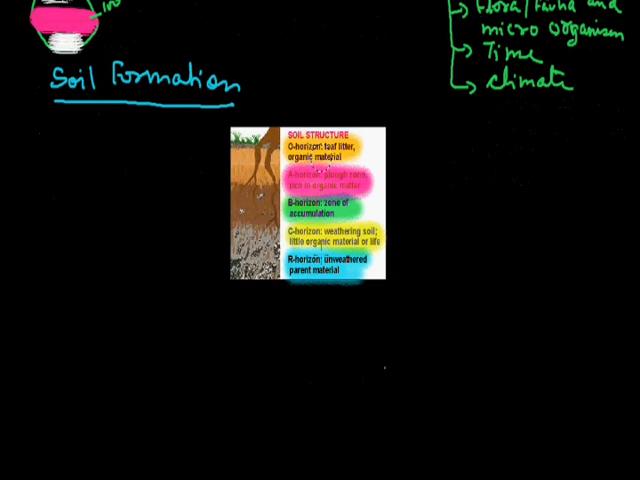 100
Flora/Fauna and
micro organism
Time
climate
Soil Formation
SOIL STRUCTURE
O-horizon: leaf litter,
organic material
A-horizon: plough zone,
rich in organic matter
B-horizon: zone of
accumulation
C-horizon: weathering soil;
little organic material or life
R-horizon: unweathered
parent material